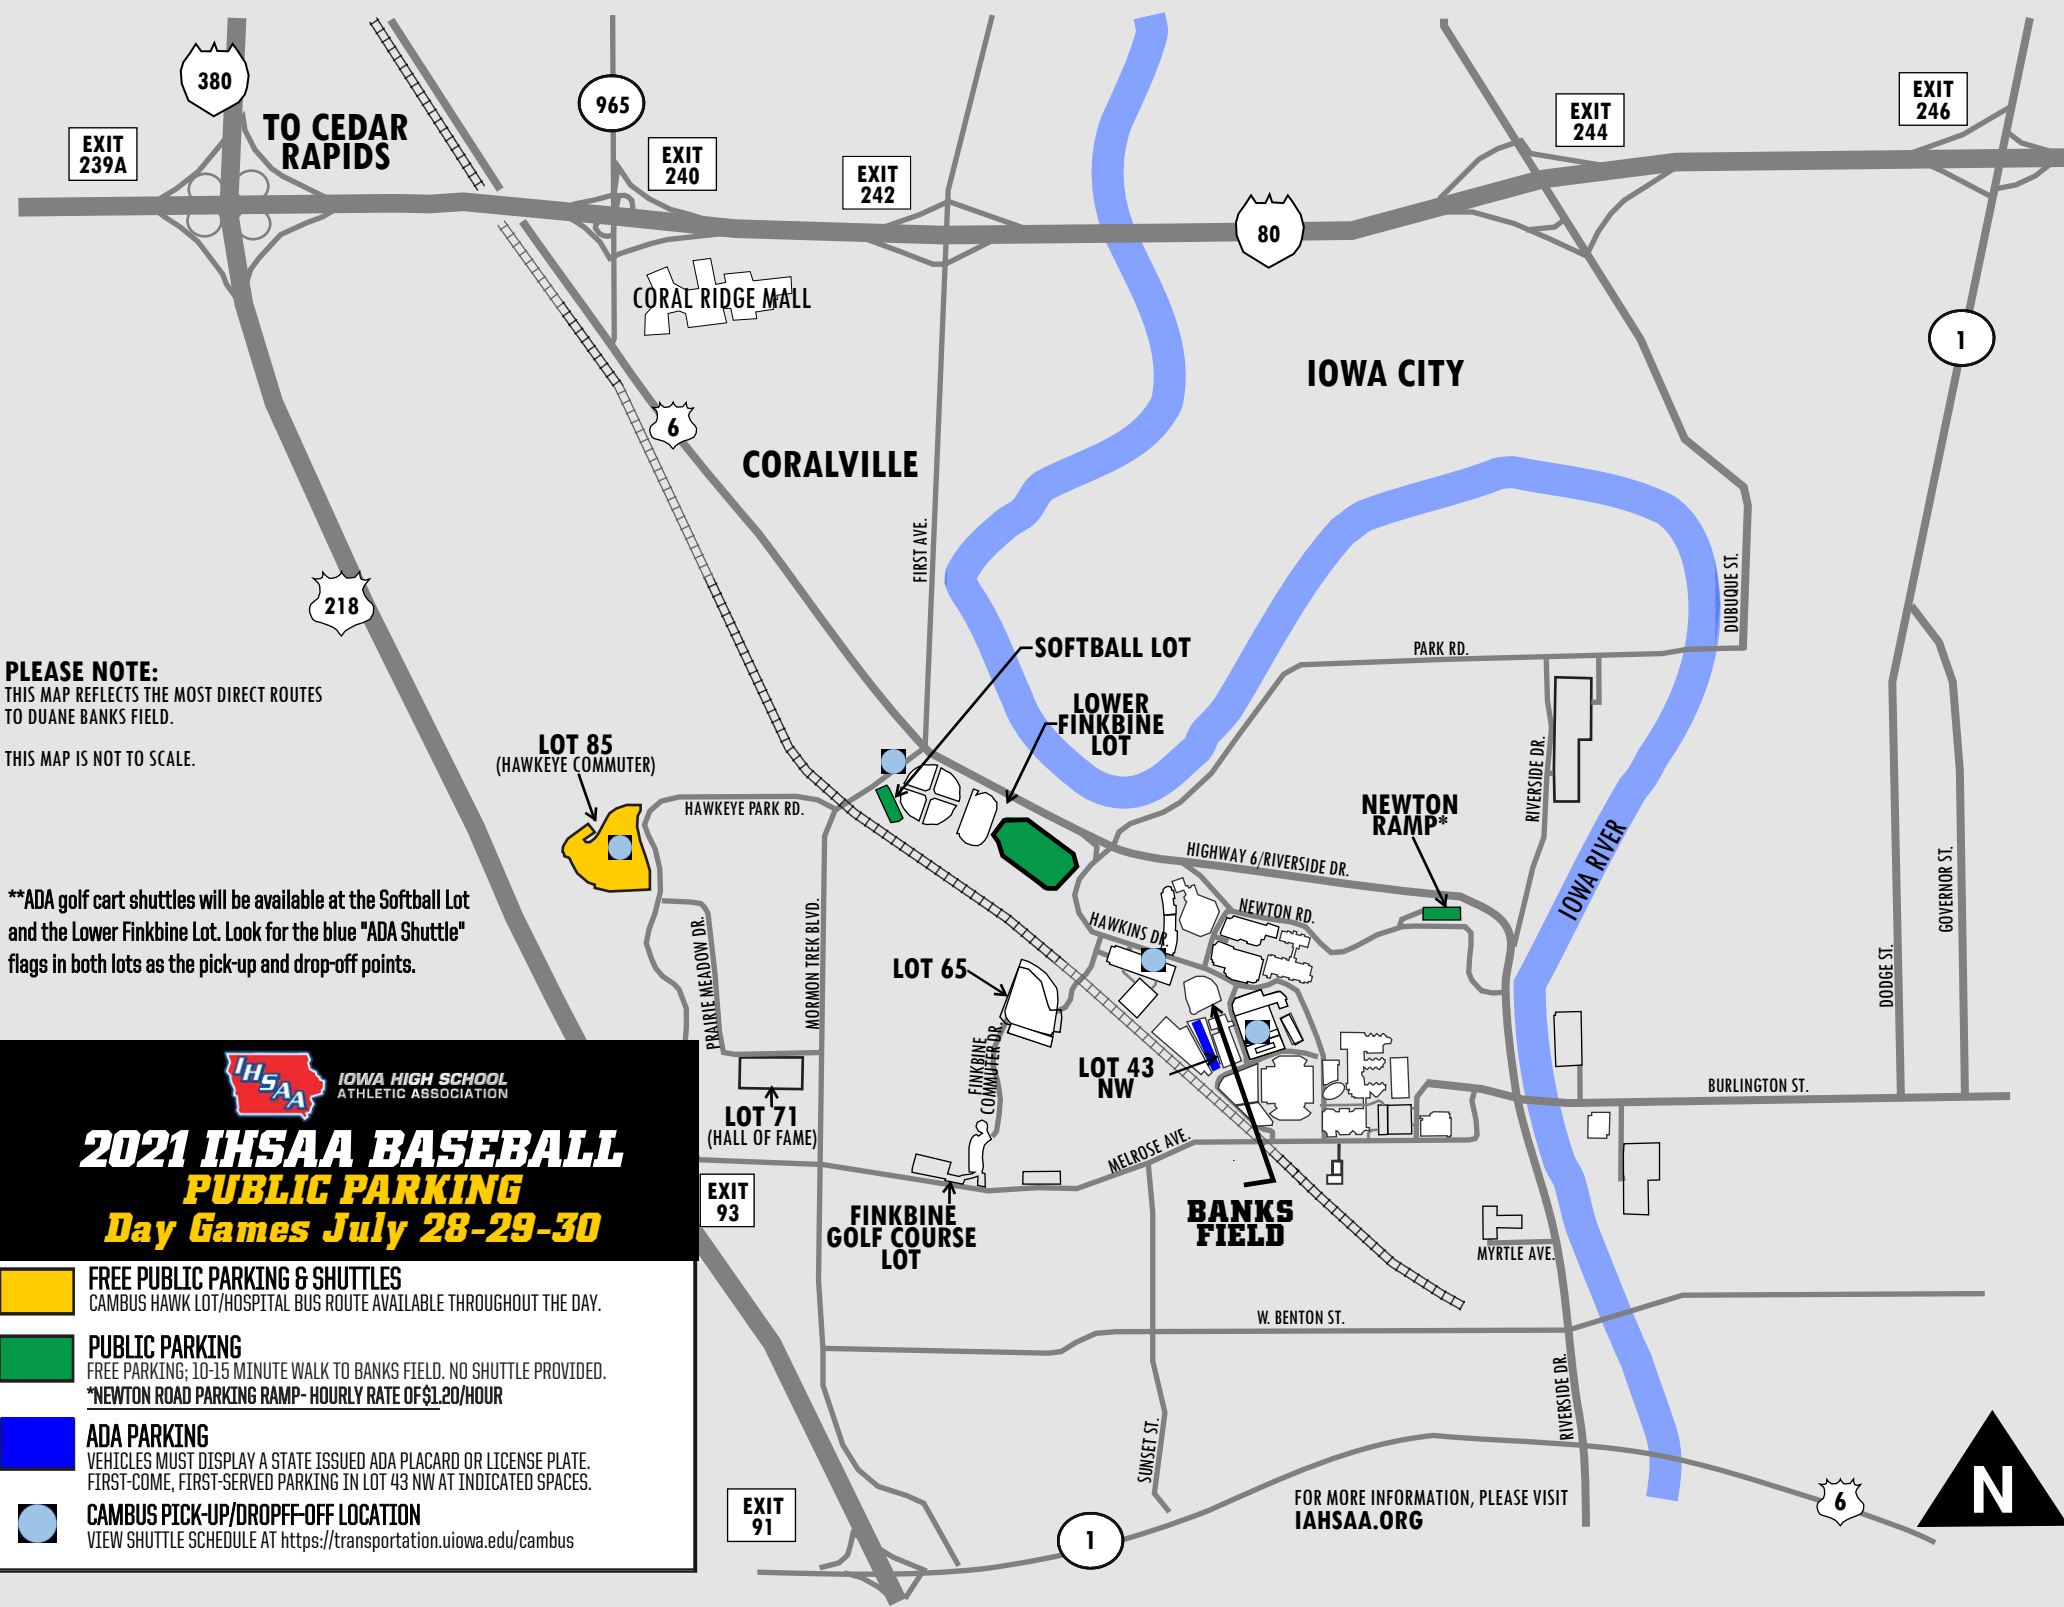 380
EXIT
239A
TO CEDAR
RAPIDS
965
EXIT
240
EXIT
242
80
EXIT
244
EXIT
246
CORAL RIDGE MALL
1
IOWA CITY
6
CORALVILLE
FIRST AVE.
218
DUBUQUE ST.
SOFTBALL LOT
PARK RD.
PLEASE NOTE:
THIS MAP REFLECTS THE MOST DIRECT ROUTES
TO DUANE BANKS FIELD.
THIS MAP IS NOT TO SCALE.
LOWER
FINKBINE
LOT
LOT 85
(HAWKEYE COMMUTER)
HAWKEYE PARK RD.
RIVERSIDE DR.
NEWTON
RAMP*
HIGHWAY 6/RIVERSIDE DR.
IOWA RIVER
GOVERNOR ST.
**ADA golf cart shuttles will be available at the Softball Lot
and the Lower Finkbine Lot. Look for the blue "ADA Shuttle"
flags in both lots as the pick-up and drop-off points.
NEWTON RD.
HAWKINS DR.
PRAIRIE MEADOW DR.
MORMON TREK BLVD.
LOT 65
DODGE ST.
FINKBINE
COMMUTER DR.
LOT 43
NW
BURLINGTON ST.
LOT 71
(HALL OF FAME)
MELROSE AVE.
IHSAA
IOWA HIGH SCHOOL
ATHLETIC ASSOCIATION
2021 IHSAA BASEBALL
PUBLIC PARKING
Day Games July 28-29-30
EXIT
93
FINKBINE
GOLF COURSE
LOT
BANKS
FIELD
MYRTLE AVE.
FREE PUBLIC PARKING & SHUTTLES
CAMBUS HAWK LOT/HOSPITAL BUS ROUTE AVAILABLE THROUGHOUT THE DAY.
W. BENTON ST.
PUBLIC PARKING
FREE PARKING; 10-15 MINUTE WALK TO BANKS FIELD. NO SHUTTLE PROVIDED.
*NEWTON ROAD PARKING RAMP- HOURLY RATE OF $1.20/HOUR
RIVERSIDE DR.
SUNSET ST.
ADA PARKING
VEHICLES MUST DISPLAY A STATE ISSUED ADA PLACARD OR LICENSE PLATE.
FIRST-COME, FIRST-SERVED PARKING IN LOT 43 NW AT INDICATED SPACES.
CAMBUS PICK-UP/DROPFF-OFF LOCATION
VIEW SHUTTLE SCHEDULE AT https://transportation.uiowa.edu/cambus
EXIT
91
1
FOR MORE INFORMATION, PLEASE VISIT
IAHSAA.ORG
6
N